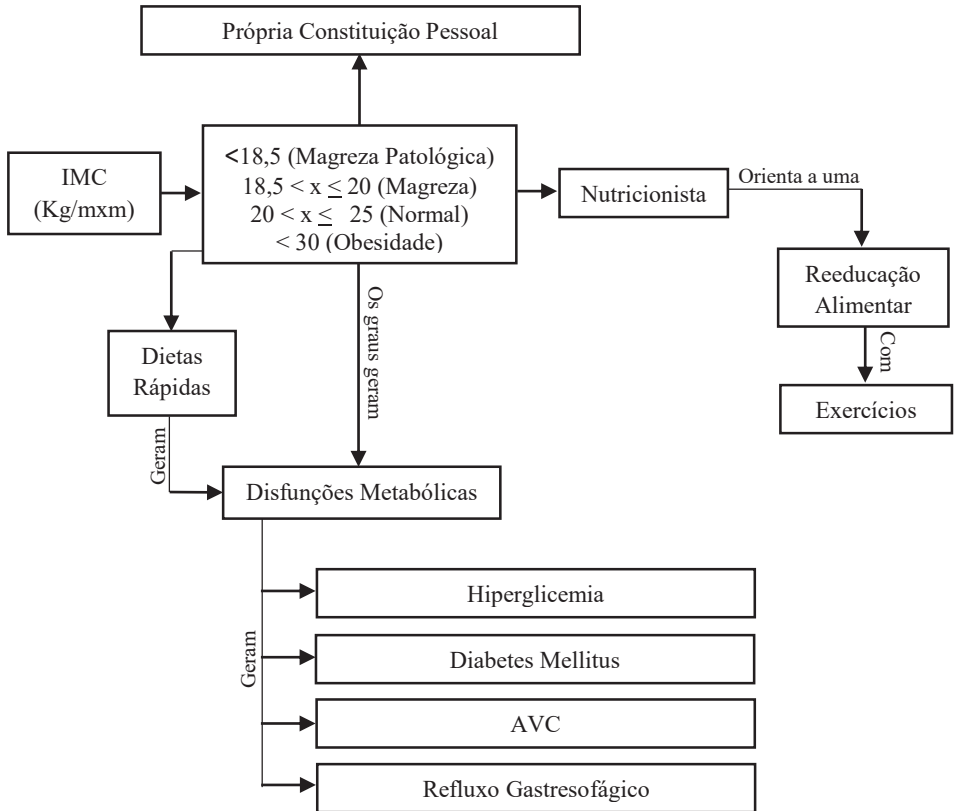 Própria Constituição Pessoal
IMC
(Kg/mxm)
<18,5 (Magreza Patológica)
18,5 < x ≤ 20 (Magreza)
20 < x ≤ 25 (Normal)
< 30 (Obesidade)
Nutricionista
Orienta a uma
Reeducação
Alimentar
Com
Exercícios
Dietas
Rápidas
Os graus geram
Geram
Disfunções Metabólicas
Geram
Hiperglicemia
Diabetes Mellitus
AVC
Refluxo Gastresofágico